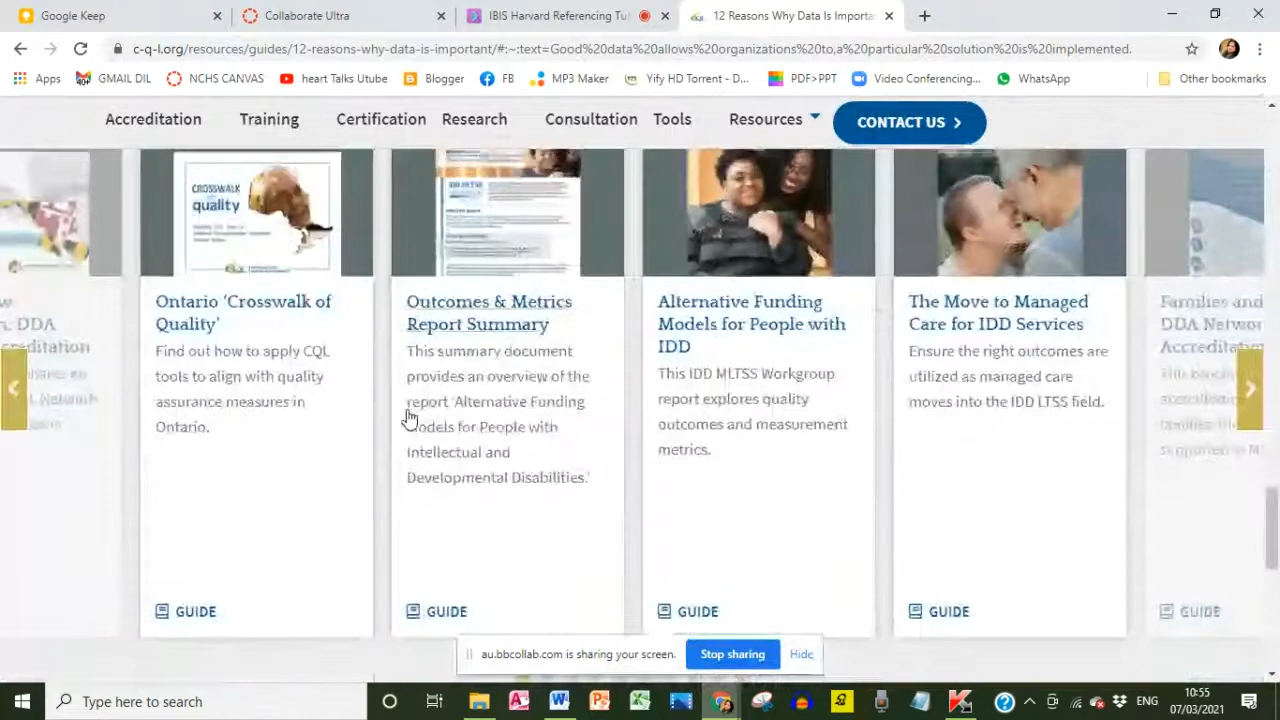 Google Keep
Collaborate Ultra
IBIS Harvard Referencing Tu
12 Reasons Why Data Is Importa
c-q-l.org/resources/guides/12-reasons-why-data-is-important/#:~:text=Good%20data%20allows%20organizations%20to,a%20particular%20solution%20is%20implemented.
Apps
GMAIL DIL
NCHS CANVAS
heart Talks Utube
Blogger
FB
MP3 Maker
Yify HD Torrent - D...
PDF>PPT
Video Conferencing...
WhatsApp
Other bookmarks
Accreditation
Training
Certification
Research
Consultation
Tools
Resources
CONTACT US
CROSSWALK
quality
Ontario ‘Crosswalk of
Quality’
Find out how to apply CQL
tools to align with quality
assurance measures in
Ontario.
GUIDE
Outcomes & Metrics
Report Summary
This summary document
provides an overview of the
report ‘Alternative Funding
Models for People with
Intellectual and
Developmental Disabilities.’
GUIDE
Alternative Funding
Models for People with
IDD
This IDD MLTSS Workgroup
report explores quality
outcomes and measurement
metrics.
GUIDE
The Move to Managed
Care for IDD Services
Ensure the right outcomes are
utilized as managed care
moves into the IDD LTSS field.
GUIDE
Families and
DDA Networ
Accreditatio
GUIDE
DDA
reditation
Network
au.bbcollab.com is sharing your screen.
Stop sharing
Hide
Type here to search
ENG
10:55
07/03/2021